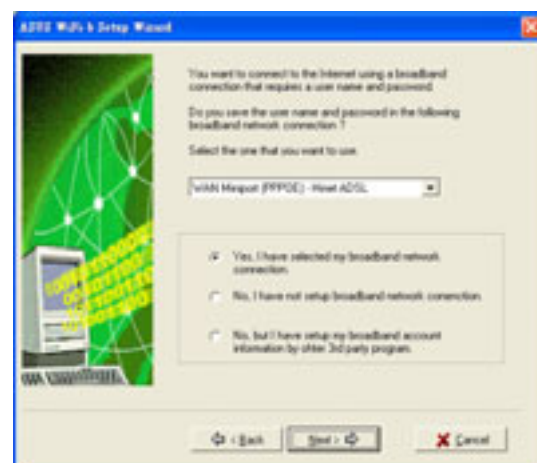 ASUS WiFi-b Setup Wizard
You want to connect to the Internet using a broadband
connection that requires a user name and password.
Do you save the user name and password in the following
broadband network connection ?
Select the one that you want to use.
WAN Miniport (PPPOE) - Hinet ADSL
Yes, I have selected my broadband network
connection.
No, I have not setup broadband network connection.
No, but I have setup my broadband account
information by ohter 3rd party program.
< Back
Next >
Cancel